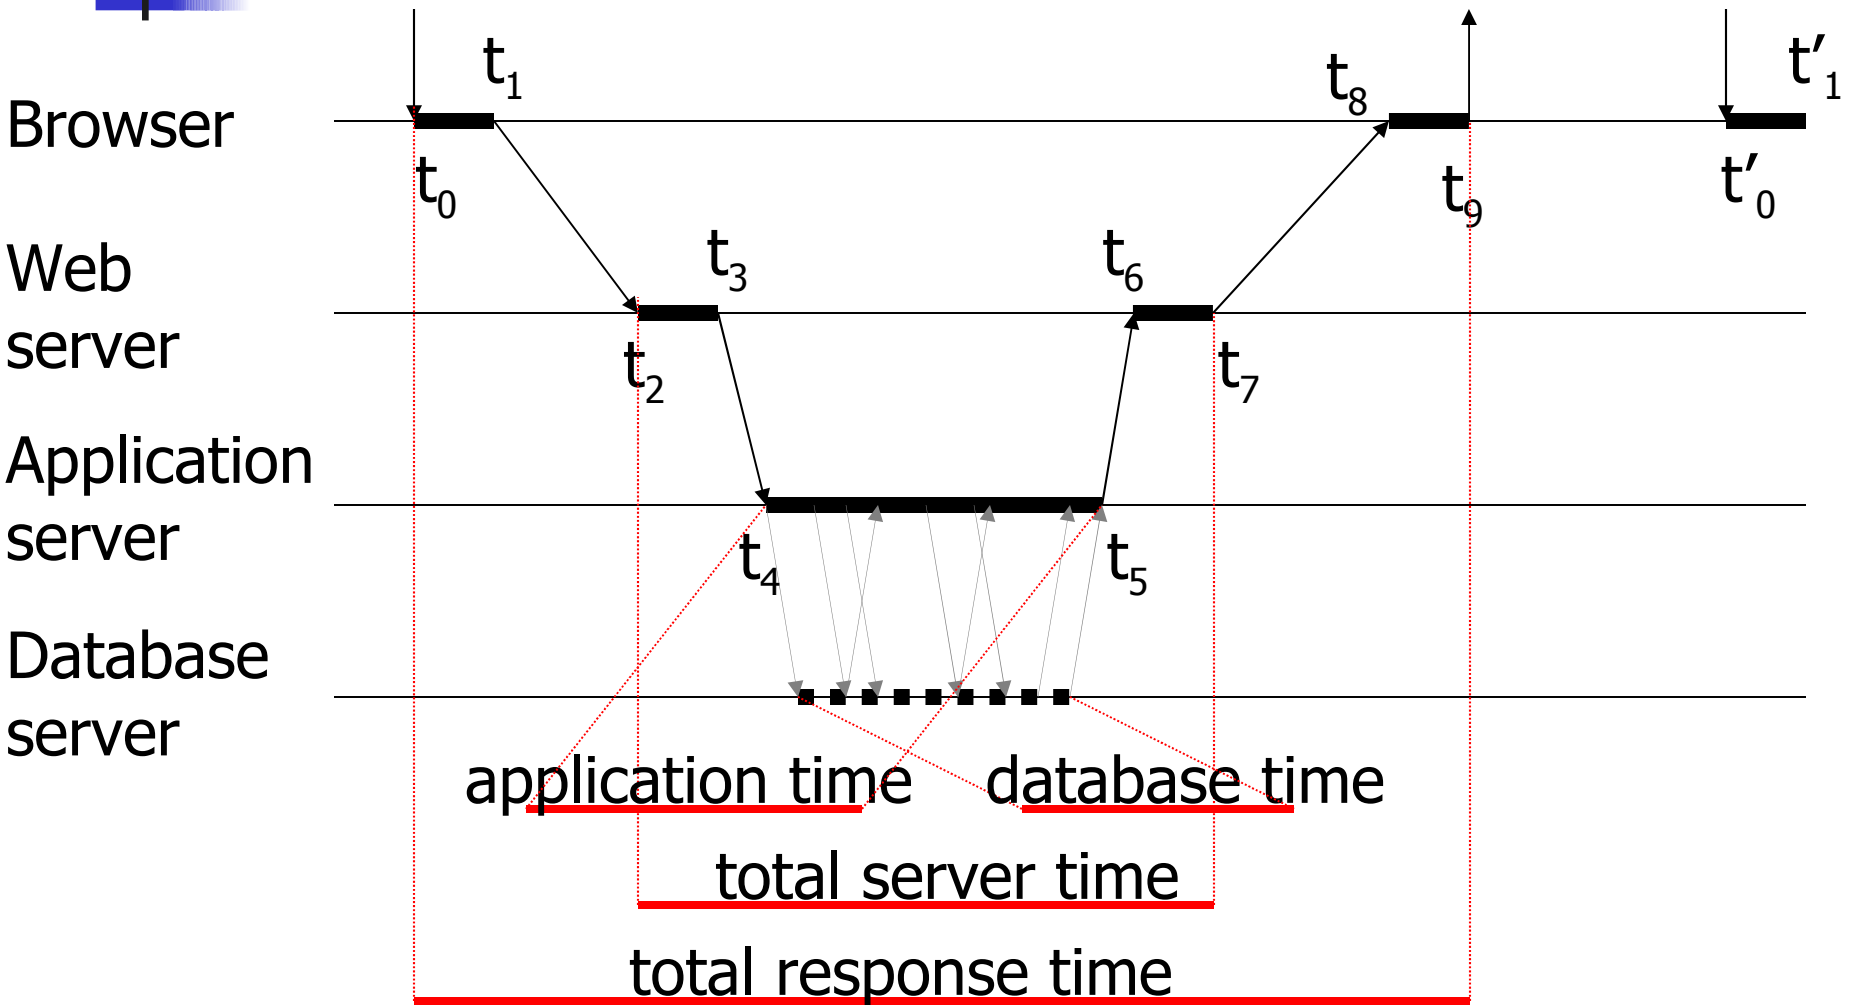 t1
t8
t′1
Browser
t0
t9
t′0
Web
server
t3
t6
t2
t7
Application
server
t4
t5
Database
server
application time
database time
total server time
total response time